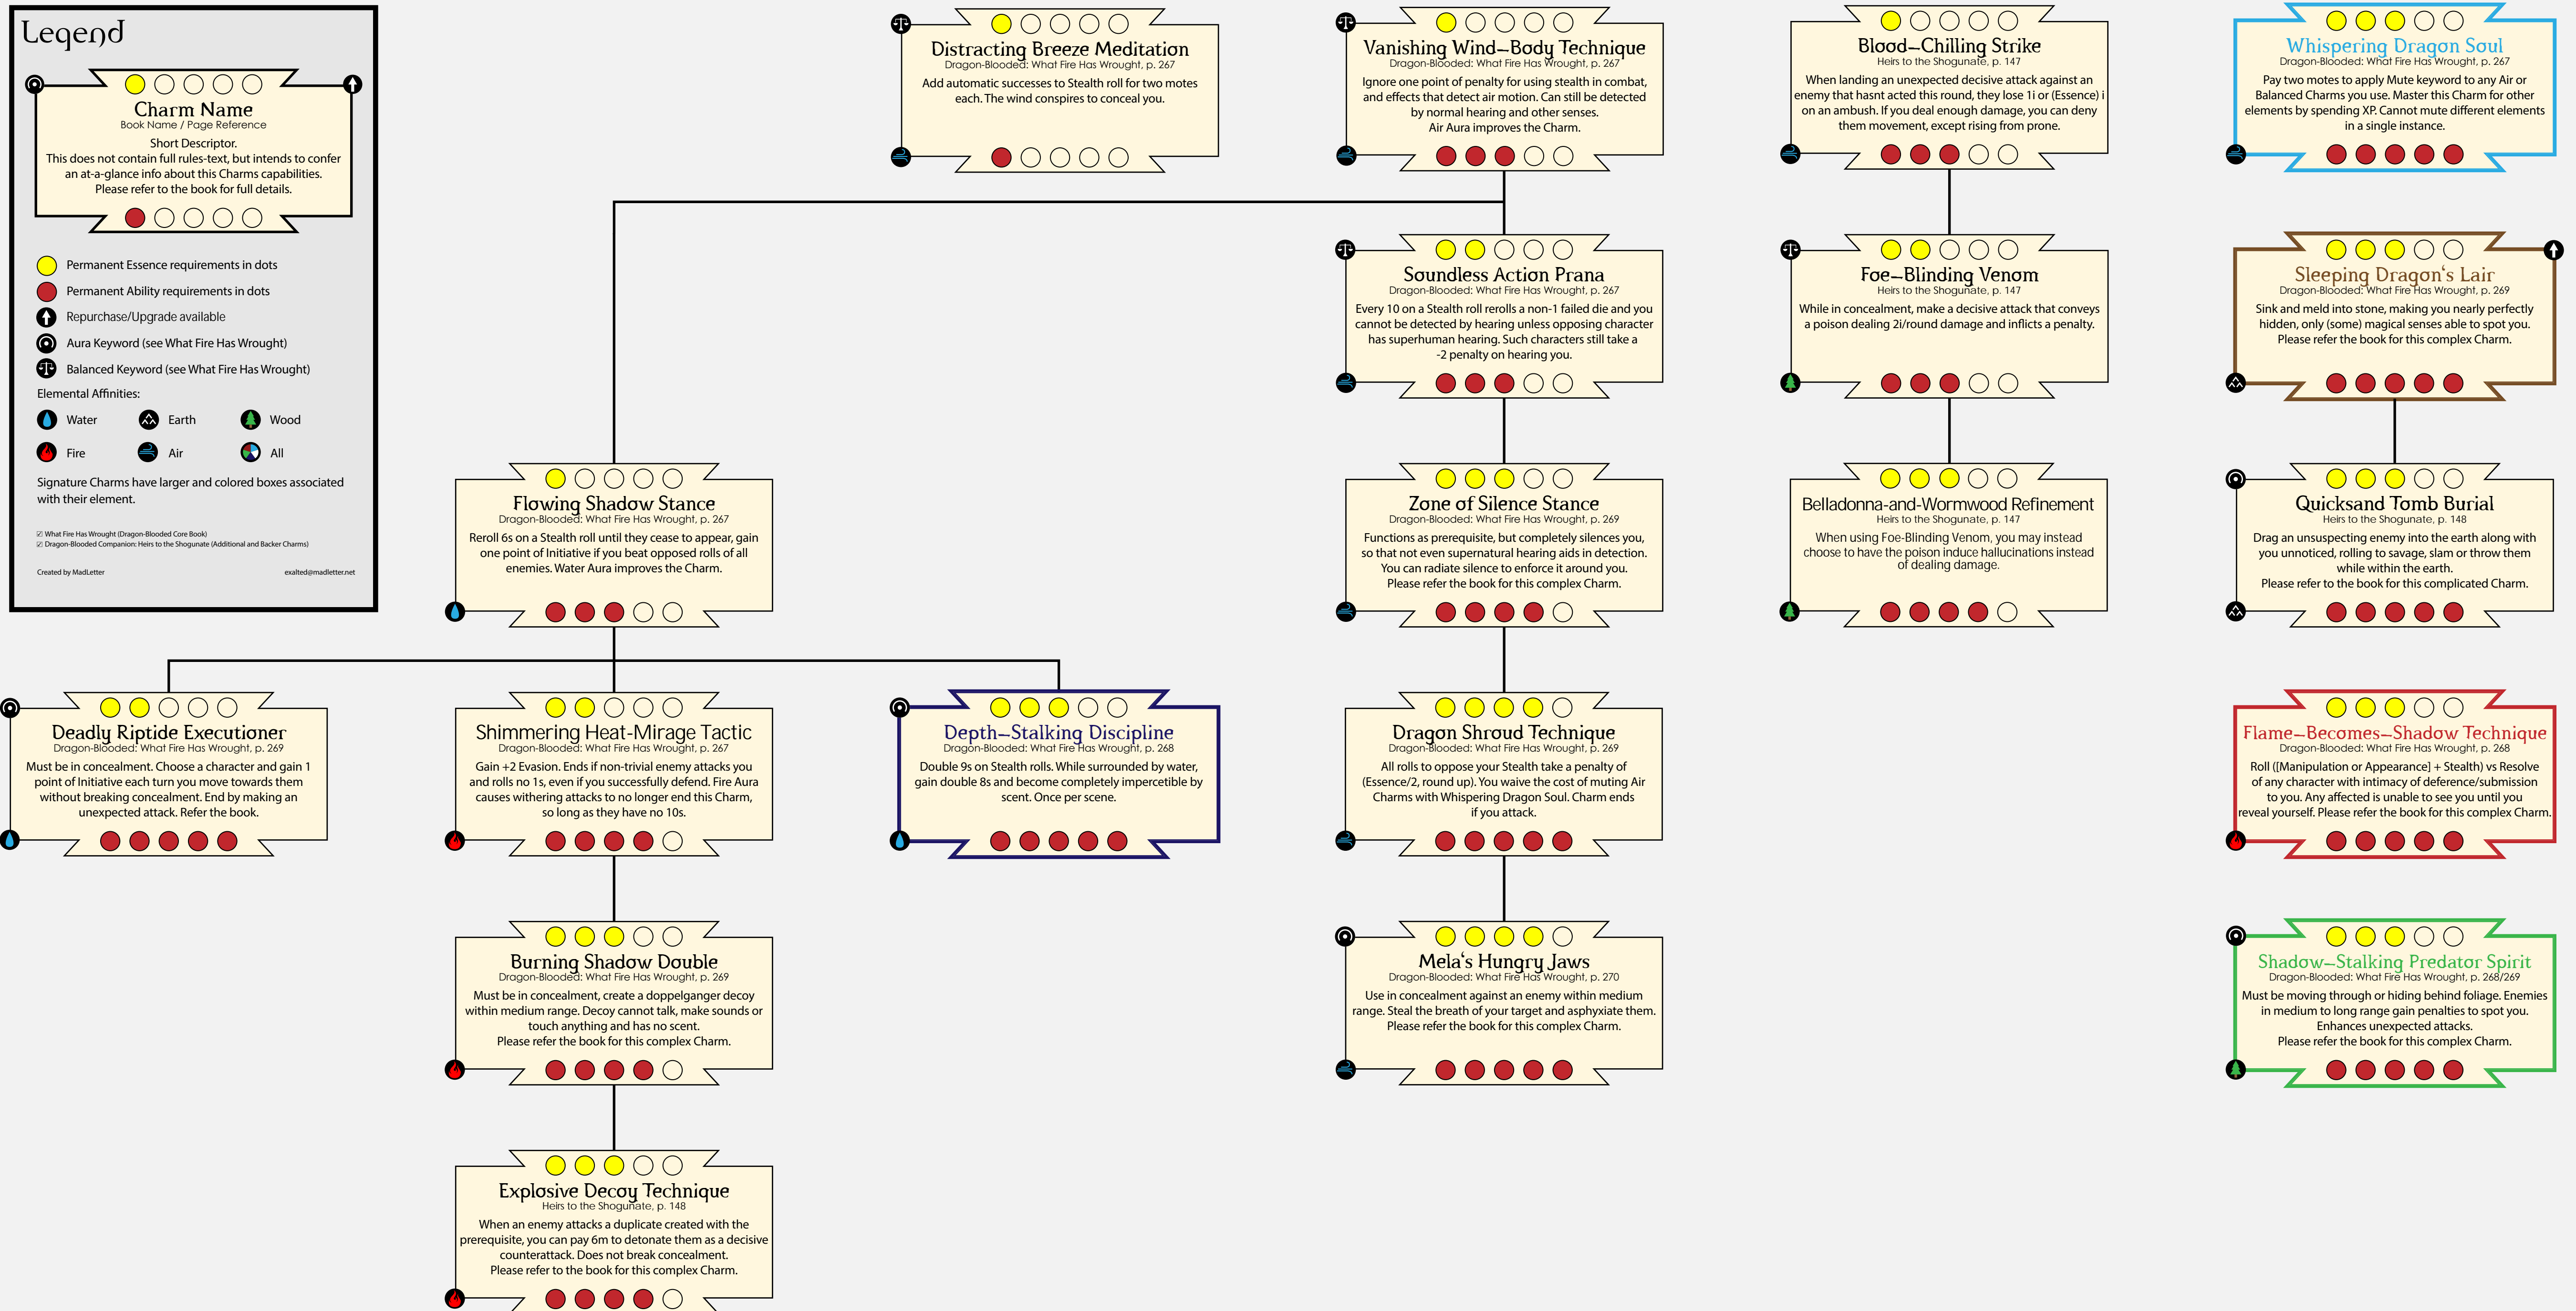 Legend
Charm Name
Book Name / Page Reference
Short Descriptor.
This does not contain full rules-text, but intends to confer
an at-a-glance info about this Charms capabilities.
Please refer to the book for full details.
Permanent Essence requirements in dots
Permanent Ability requirements in dots
Repurchase/Upgrade available
Aura Keyword (see What Fire Has Wrought)
Balanced Keyword (see What Fire Has Wrought)
Elemental Affinities:
Water
Earth
Wood
Fire
Air
All
Signature Charms have larger and colored boxes associated
with their element.
☑ What Fire Has Wrought (Dragon-Blooded Core Book)
☑ Dragon-Blooded Companion: Heirs to the Shogunate (Additional and Backer Charms)
Created by MadLetter
exalted@madletter.net
Distracting Breeze Meditation
Dragon-Blooded: What Fire Has Wrought, p. 267
Add automatic successes to Stealth roll for two motes
each. The wind conspires to conceal you.
Vanishing Wind-Body Technique
Dragon-Blooded: What Fire Has Wrought, p. 267
Ignore one point of penalty for using stealth in combat,
and effects that detect air motion. Can still be detected
by normal hearing and other senses.
Air Aura improves the Charm.
Blood-Chilling Strike
Heirs to the Shogunate, p. 147
When landing an unexpected decisive attack against an
enemy that hasnt acted this round, they lose 1i or (Essence) i
on an ambush. If you deal enough damage, you can deny
them movement, except rising from prone.
Whispering Dragon Soul
Dragon-Blooded: What Fire Has Wrought, p. 267
Pay two motes to apply Mute keyword to any Air or
Balanced Charms you use. Master this Charm for other
elements by spending XP. Cannot mute different elements
in a single instance.
Soundless Action Prana
Dragon-Blooded: What Fire Has Wrought, p. 267
Every 10 on a Stealth roll rerolls a non-1 failed die and you
cannot be detected by hearing unless opposing character
has superhuman hearing. Such characters still take a
-2 penalty on hearing you.
Foe-Blinding Venom
Heirs to the Shogunate, p. 147
While in concealment, make a decisive attack that conveys
a poison dealing 2i/round damage and inflicts a penalty.
Sleeping Dragon's Lair
Dragon-Blooded: What Fire Has Wrought, p. 269
Sink and meld into stone, making you nearly perfectly
hidden, only (some) magical senses able to spot you.
Please refer the book for this complex Charm.
Flowing Shadow Stance
Dragon-Blooded: What Fire Has Wrought, p. 267
Reroll 6s on a Stealth roll until they cease to appear, gain
one point of Initiative if you beat opposed rolls of all
enemies. Water Aura improves the Charm.
Zone of Silence Stance
Dragon-Blooded: What Fire Has Wrought, p. 269
Functions as prerequisite, but completely silences you,
so that not even supernatural hearing aids in detection.
You can radiate silence to enforce it around you.
Please refer the book for this complex Charm.
Belladonna-and-Wormwood Refinement
Heirs to the Shogunate, p. 147
When using Foe-Blinding Venom, you may instead
choose to have the poison induce hallucinations instead
of dealing damage.
Quicksand Tomb Burial
Heirs to the Shogunate, p. 148
Drag an unsuspecting enemy into the earth along with
you unnoticed, rolling to savage, slam or throw them
while within the earth.
Please refer to the book for this complicated Charm.
Deadly Riptide Executioner
Dragon-Blooded: What Fire Has Wrought, p. 269
Must be in concealment. Choose a character and gain 1
point of Initiative each turn you move towards them
without breaking concealment. End by making an
unexpected attack. Refer the book.
Shimmering Heat-Mirage Tactic
Dragon-Blooded: What Fire Has Wrought, p. 267
Gain +2 Evasion. Ends if non-trivial enemy attacks you
and rolls no 1s, even if you successfully defend. Fire Aura
causes withering attacks to no longer end this Charm,
so long as they have no 10s.
Depth-Stalking Discipline
Dragon-Blooded: What Fire Has Wrought, p. 268
Double 9s on Stealth rolls. While surrounded by water,
gain double 8s and become completely impercetible by
scent. Once per scene.
Dragon Shroud Technique
Dragon-Blooded: What Fire Has Wrought, p. 269
All rolls to oppose your Stealth take a penalty of
(Essence/2, round up). You waive the cost of muting Air
Charms with Whispering Dragon Soul. Charm ends
if you attack.
Flame-Becomes-Shadow Technique
Dragon-Blooded: What Fire Has Wrought, p. 268
Roll ([Manipulation or Appearance] + Stealth) vs Resolve
of any character with intimacy of deference/submission
to you. Any affected is unable to see you until you
reveal yourself. Please refer the book for this complex Charm.
Burning Shadow Double
Dragon-Blooded: What Fire Has Wrought, p. 269
Must be in concealment, create a doppelganger decoy
within medium range. Decoy cannot talk, make sounds or
touch anything and has no scent.
Please refer the book for this complex Charm.
Mela's Hungry Jaws
Dragon-Blooded: What Fire Has Wrought, p. 270
Use in concealment against an enemy within medium
range. Steal the breath of your target and asphyxiate them.
Please refer the book for this complex Charm.
Shadow-Stalking Predator Spirit
Dragon-Blooded: What Fire Has Wrought, p. 268/269
Must be moving through or hiding behind foliage. Enemies
in medium to long range gain penalties to spot you.
Enhances unexpected attacks.
Please refer the book for this complex Charm.
Explosive Decoy Technique
Heirs to the Shogunate, p. 148
When an enemy attacks a duplicate created with the
prerequisite, you can pay 6m to detonate them as a decisive
counterattack. Does not break concealment.
Please refer to the book for this complex Charm.